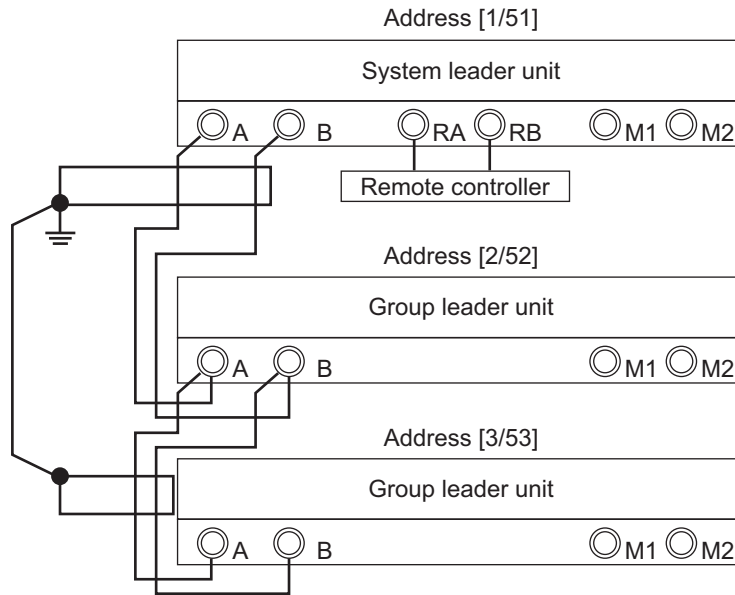 Address [1/51]
System leader unit
A B RA RB M1 M2
Remote controller
Address [2/52]
Group leader unit
A B M1 M2
Address [3/53]
Group leader unit
A B M1 M2